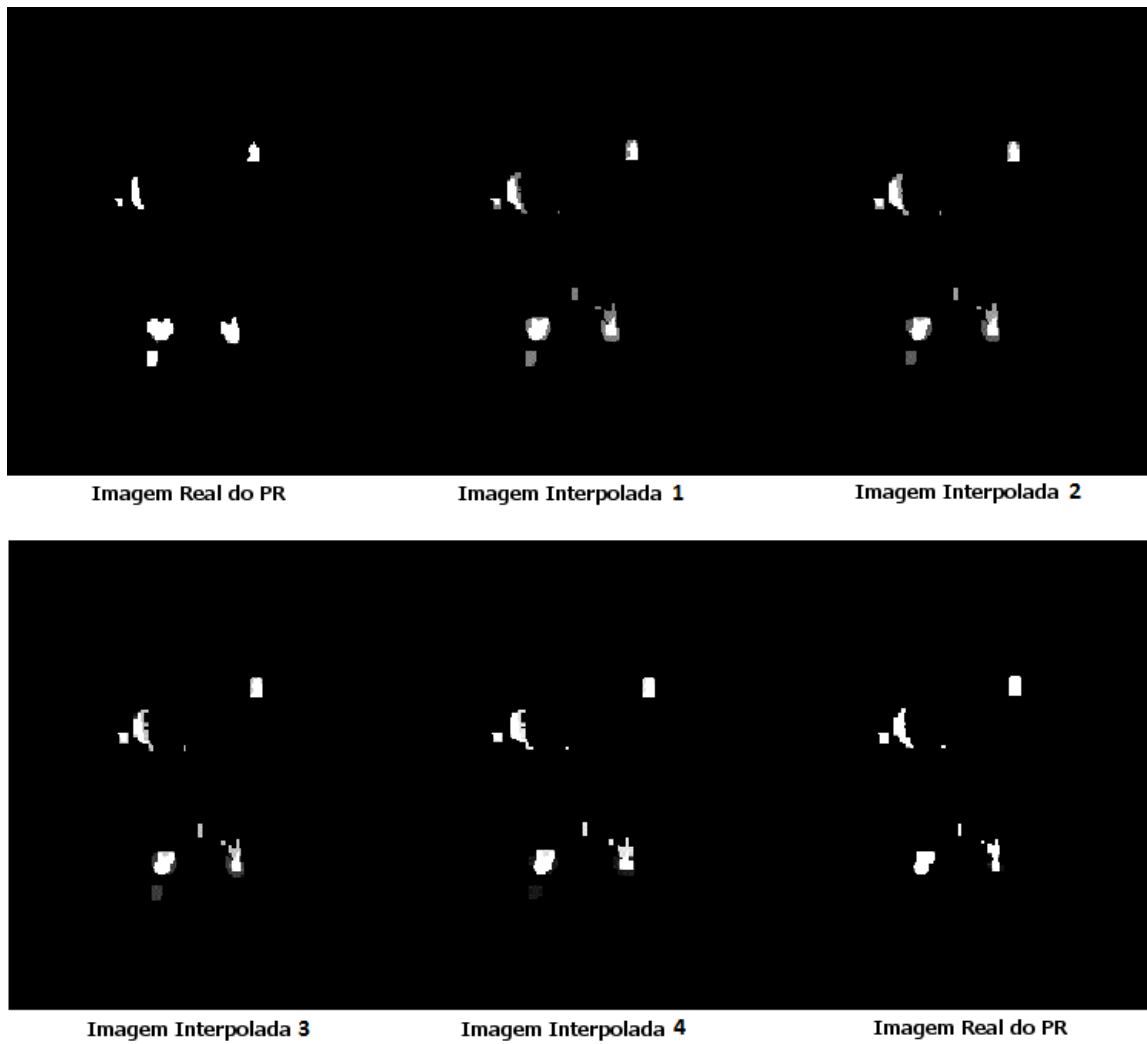 Imagem Real do PR
Imagem Interpolada 1
Imagem Interpolada 2
Imagem Interpolada 3
Imagem Interpolada 4
Imagem Real do PR